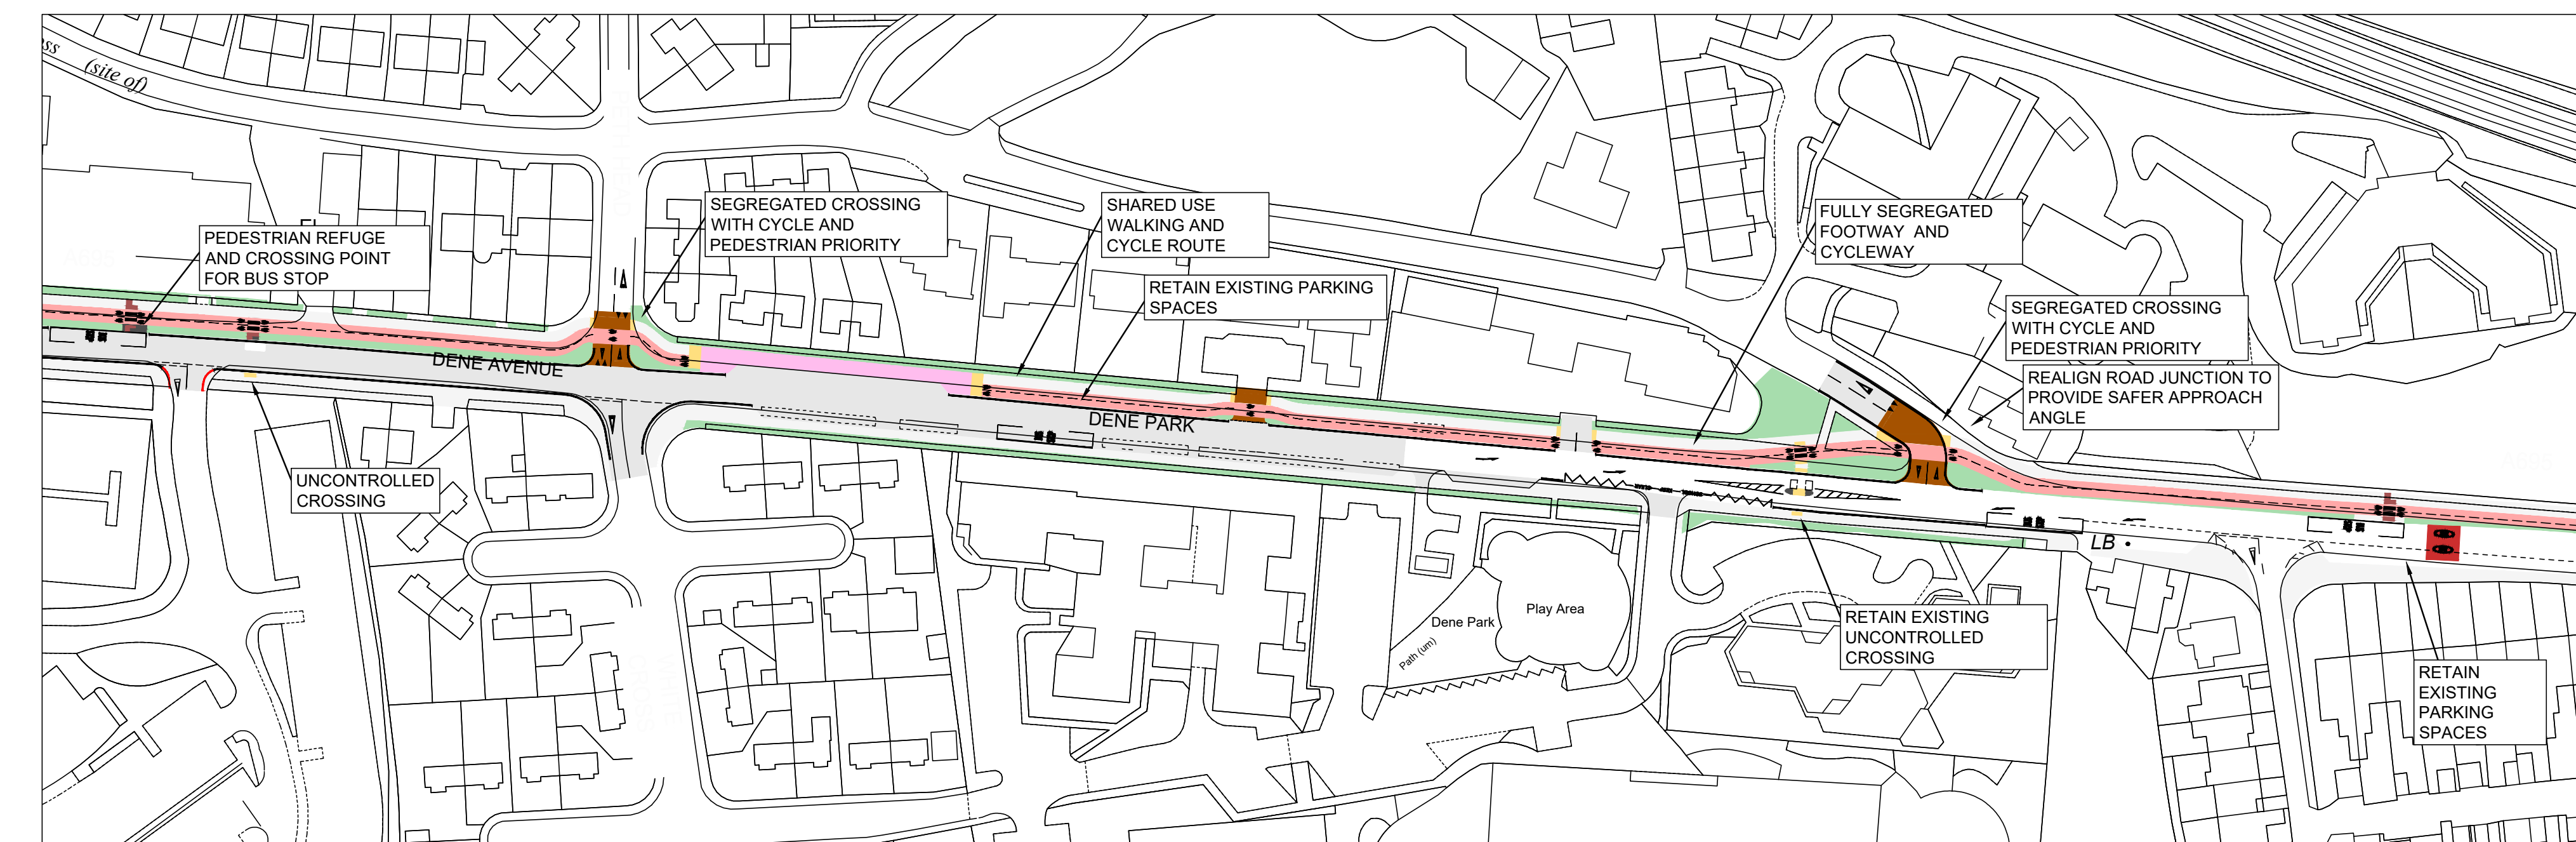 (site of)
SEGREGATED CROSSING
WITH CYCLE AND
PEDESTRIAN PRIORITY
SHARED USE
WALKING AND
CYCLE ROUTE
FULLY SEGREGATED
FOOTWAY AND
CYCLEWAY
PEDESTRIAN REFUGE
AND CROSSING POINT
FOR BUS STOP
RETAIN EXISTING PARKING
SPACES
SEGREGATED CROSSING
WITH CYCLE AND
PEDESTRIAN PRIORITY
REALIGN ROAD JUNCTION TO
PROVIDE SAFER APPROACH
ANGLE
DENE AVENUE
DENE PARK
UNCONTROLLED
CROSSING
LB
Play Area
Dene Park
Path (um)
RETAIN EXISTING
UNCONTROLLED
CROSSING
RETAIN
EXISTING
PARKING
SPACES